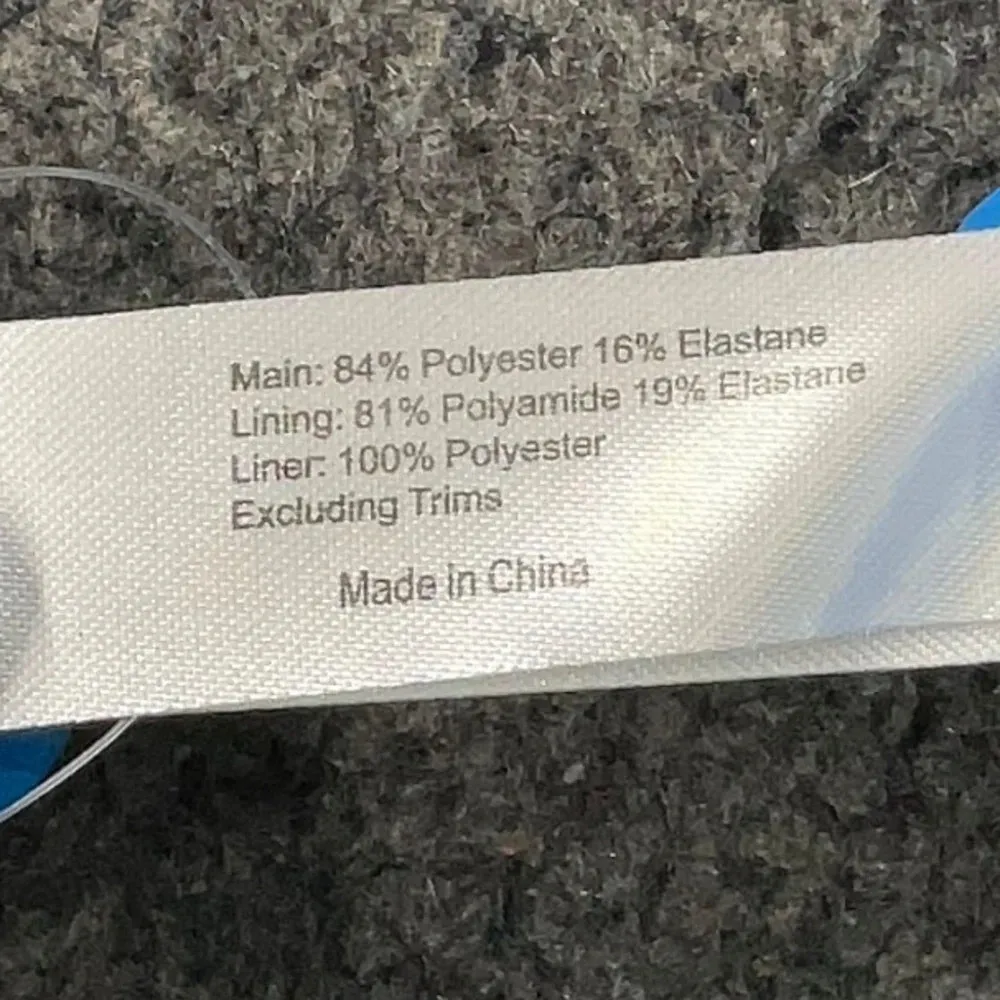 Main: 84% Polyester 16% Elastane
Lining: 81% Polyamide 19% Elastane
Liner: 100% Polyester
Excluding Trims
Made in China